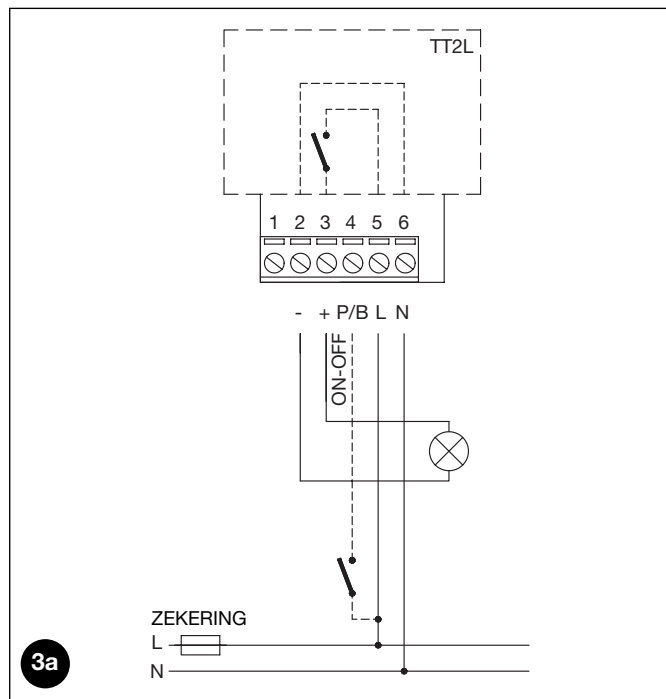 TT2L
1 2 3 4 5 6
- + P/B L N
ON-OFF
ZEKERING
L
N
3a